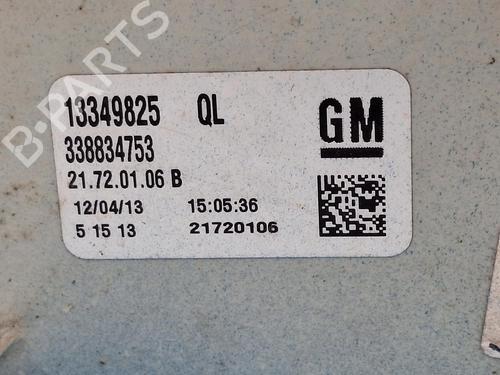 B-PARTS
13349825 QL
GM
338834753
21.72.01.06 B
12/04/13 15:05:36
5 15 13 21720106